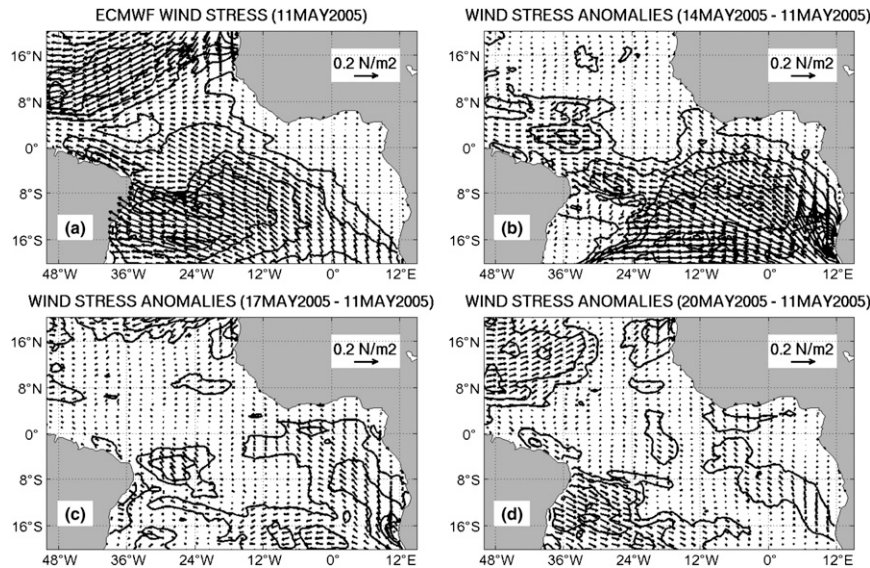 ECMWF WIND STRESS (11MAY2005)
16°N
8°N
0°
8°S
16°S
0.2 N/m2
(a)
48°W 36°W 24°W 12°W 0° 12°E
WIND STRESS ANOMALIES (14MAY2005 - 11MAY2005)
16°N
8°N
0°
8°S
16°S
0.2 N/m2
(b)
48°W 36°W 24°W 12°W 0° 12°E
WIND STRESS ANOMALIES (17MAY2005 - 11MAY2005)
16°N
8°N
0°
8°S
16°S
0.2 N/m2
(c)
48°W 36°W 24°W 12°W 0° 12°E
WIND STRESS ANOMALIES (20MAY2005 - 11MAY2005)
16°N
8°N
0°
8°S
16°S
0.2 N/m2
(d)
48°W 36°W 24°W 12°W 0° 12°E